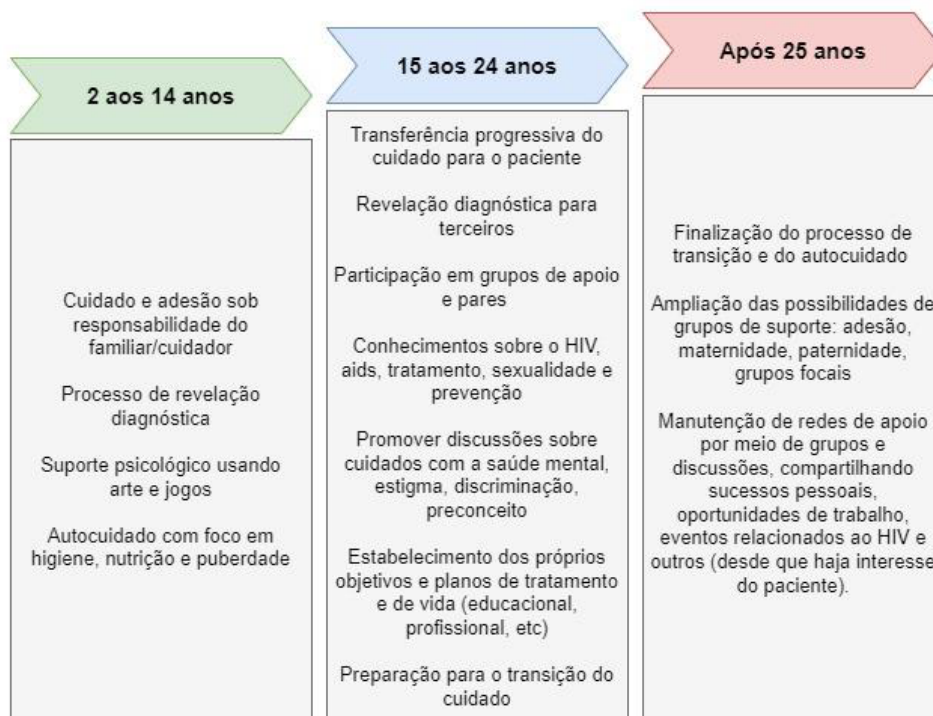 2 aos 14 anos
Cuidado e adesão sob
responsabilidade do
familiar/cuidador
Processo de revelação
diagnóstica
Suporte psicológico usando
arte e jogos
Autocuidado com foco em
higiene, nutrição e puberdade
15 aos 24 anos
Transferência progressiva do
cuidado para o paciente
Revelação diagnóstica para
terceiros
Participação em grupos de apoio
e pares
Conhecimentos sobre o HIV,
aids, tratamento, sexualidade e
prevenção
Promover discussões sobre
cuidados com a saúde mental,
estigma, discriminação,
preconceito
Estabelecimento dos próprios
objetivos e planos de tratamento
e de vida (educacional,
profissional, etc)
Preparação para o transição do
cuidado
Após 25 anos
Finalização do processo de
transição e do autocuidado
Ampliação das possibilidades de
grupos de suporte: adesão,
maternidade, paternidade,
grupos focais
Manutenção de redes de apoio
por meio de grupos e
discussões, compartilhando
sucessos pessoais,
oportunidades de trabalho,
eventos relacionados ao HIV e
outros (desde que haja interesse
do paciente).